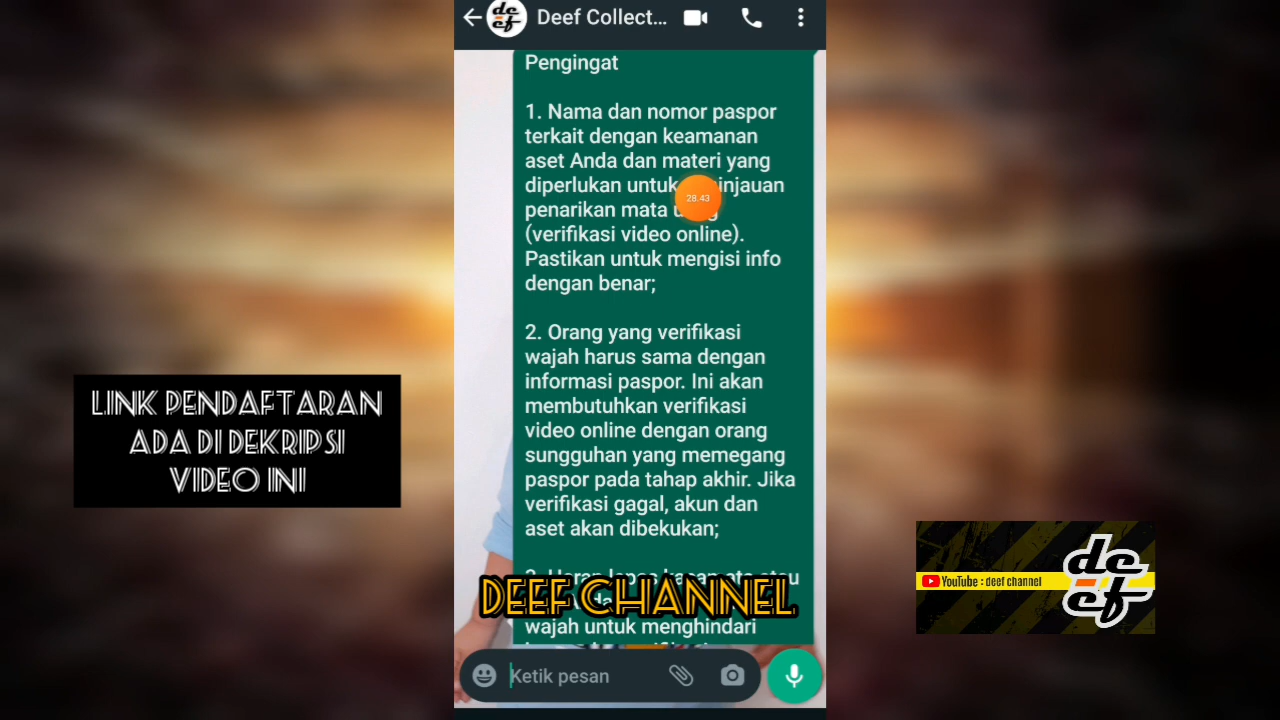 Deef Collect...
Pengingat
1. Nama dan nomor paspor
terkait dengan keamanan
aset Anda dan materi yang
diperlukan untuk injauan
28.43
penarikan mata
(verifikasi video online).
Pastikan untuk mengisi info
dengan benar;
2. Orang yang verifikasi
wajah harus sama dengan
informasi paspor. Ini akan
membutuhkan verifikasi
video online dengan orang
sungguhan yang memegang
paspor pada tahap akhir. Jika
verifikasi gagal, akun dan
aset akan dibekukan;
DEEF CHANNEL
wajah untuk menghindari
Ketik pesan
LINK PENDAFTARAN
ADA DI DEKRIPSI
VIDEO INI
YouTube : deef channel
de
ef